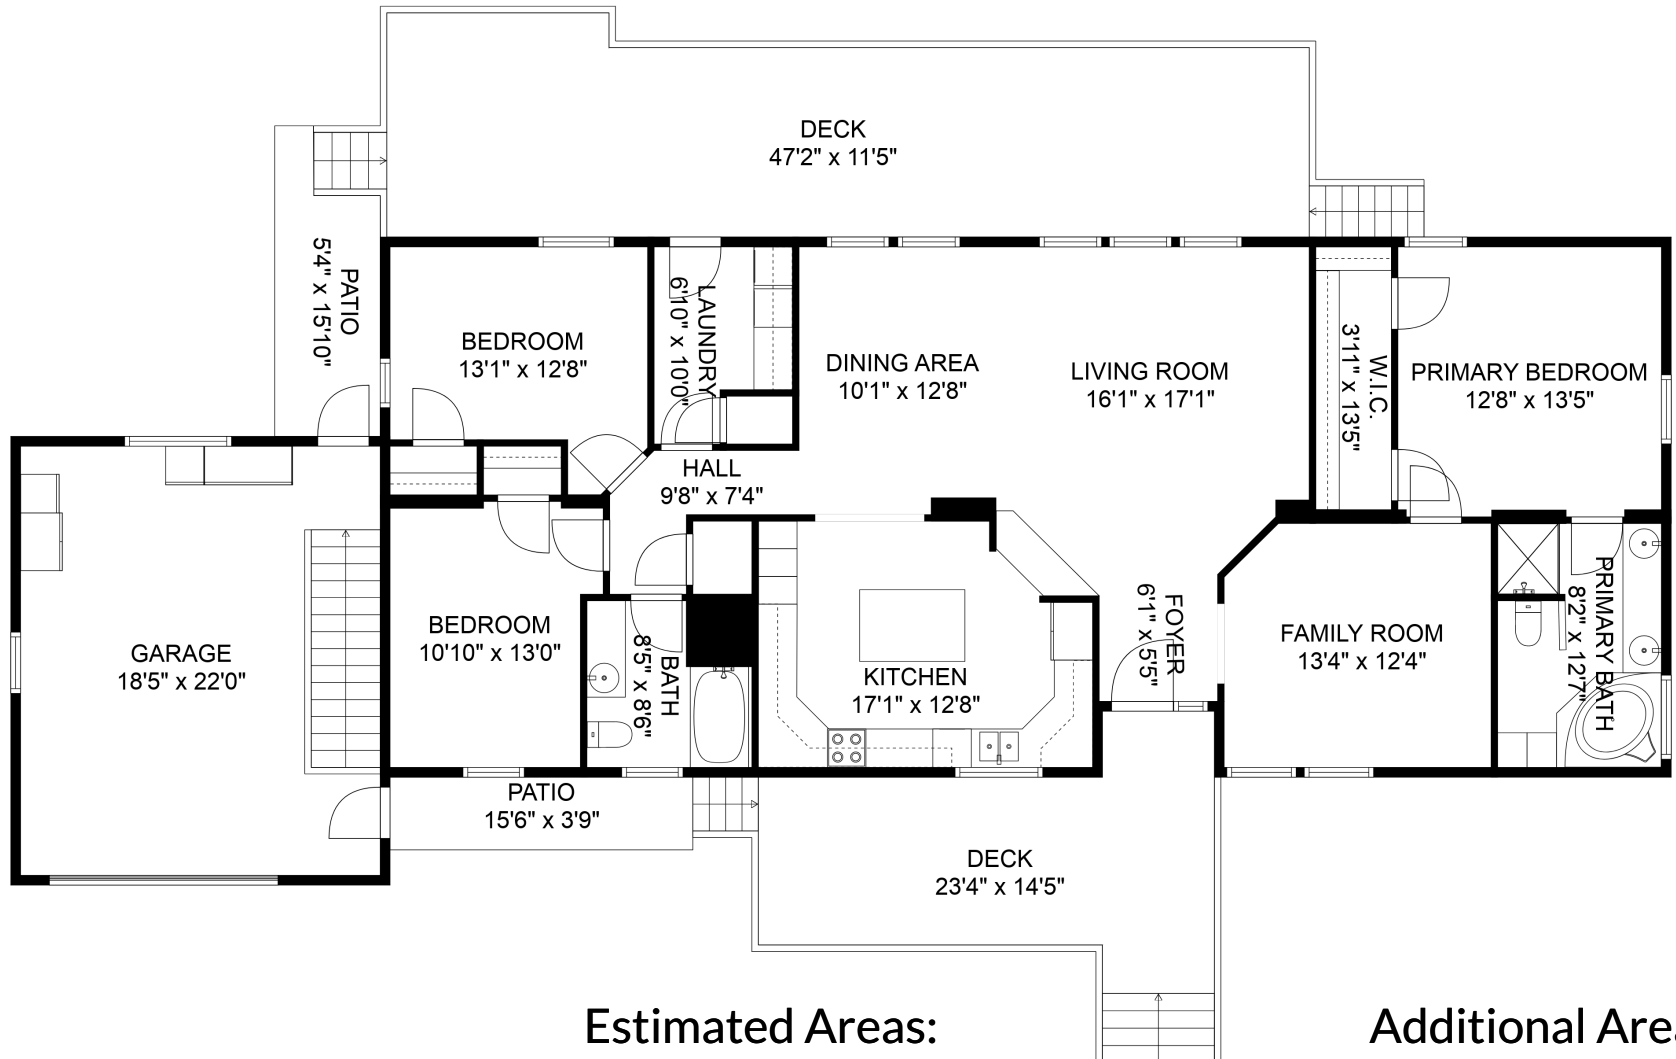 DECK
47'2" x 11'5"
PATIO
5'4" x 15'10"
BEDROOM
13'1" x 12'8"
LAUNDRY
6'10" x 10'0"
DINING AREA
10'1" x 12'8"
LIVING ROOM
16'1" x 17'1"
W.I.C.
3'11" x 13'5"
PRIMARY BEDROOM
12'8" x 13'5"
HALL
9'8" x 7'4"
GARAGE
18'5" x 22'0"
BEDROOM
10'10" x 13'0"
BATH
8'5" x 8'6"
KITCHEN
17'1" x 12'8"
FOYER
6'1" x 5'5"
FAMILY ROOM
13'4" x 12'4"
PRIMARY BATH
8'2" x 12'7"
PATIO
15'6" x 3'9"
DECK
23'4" x 14'5"
Estimated Areas:
Additional Area